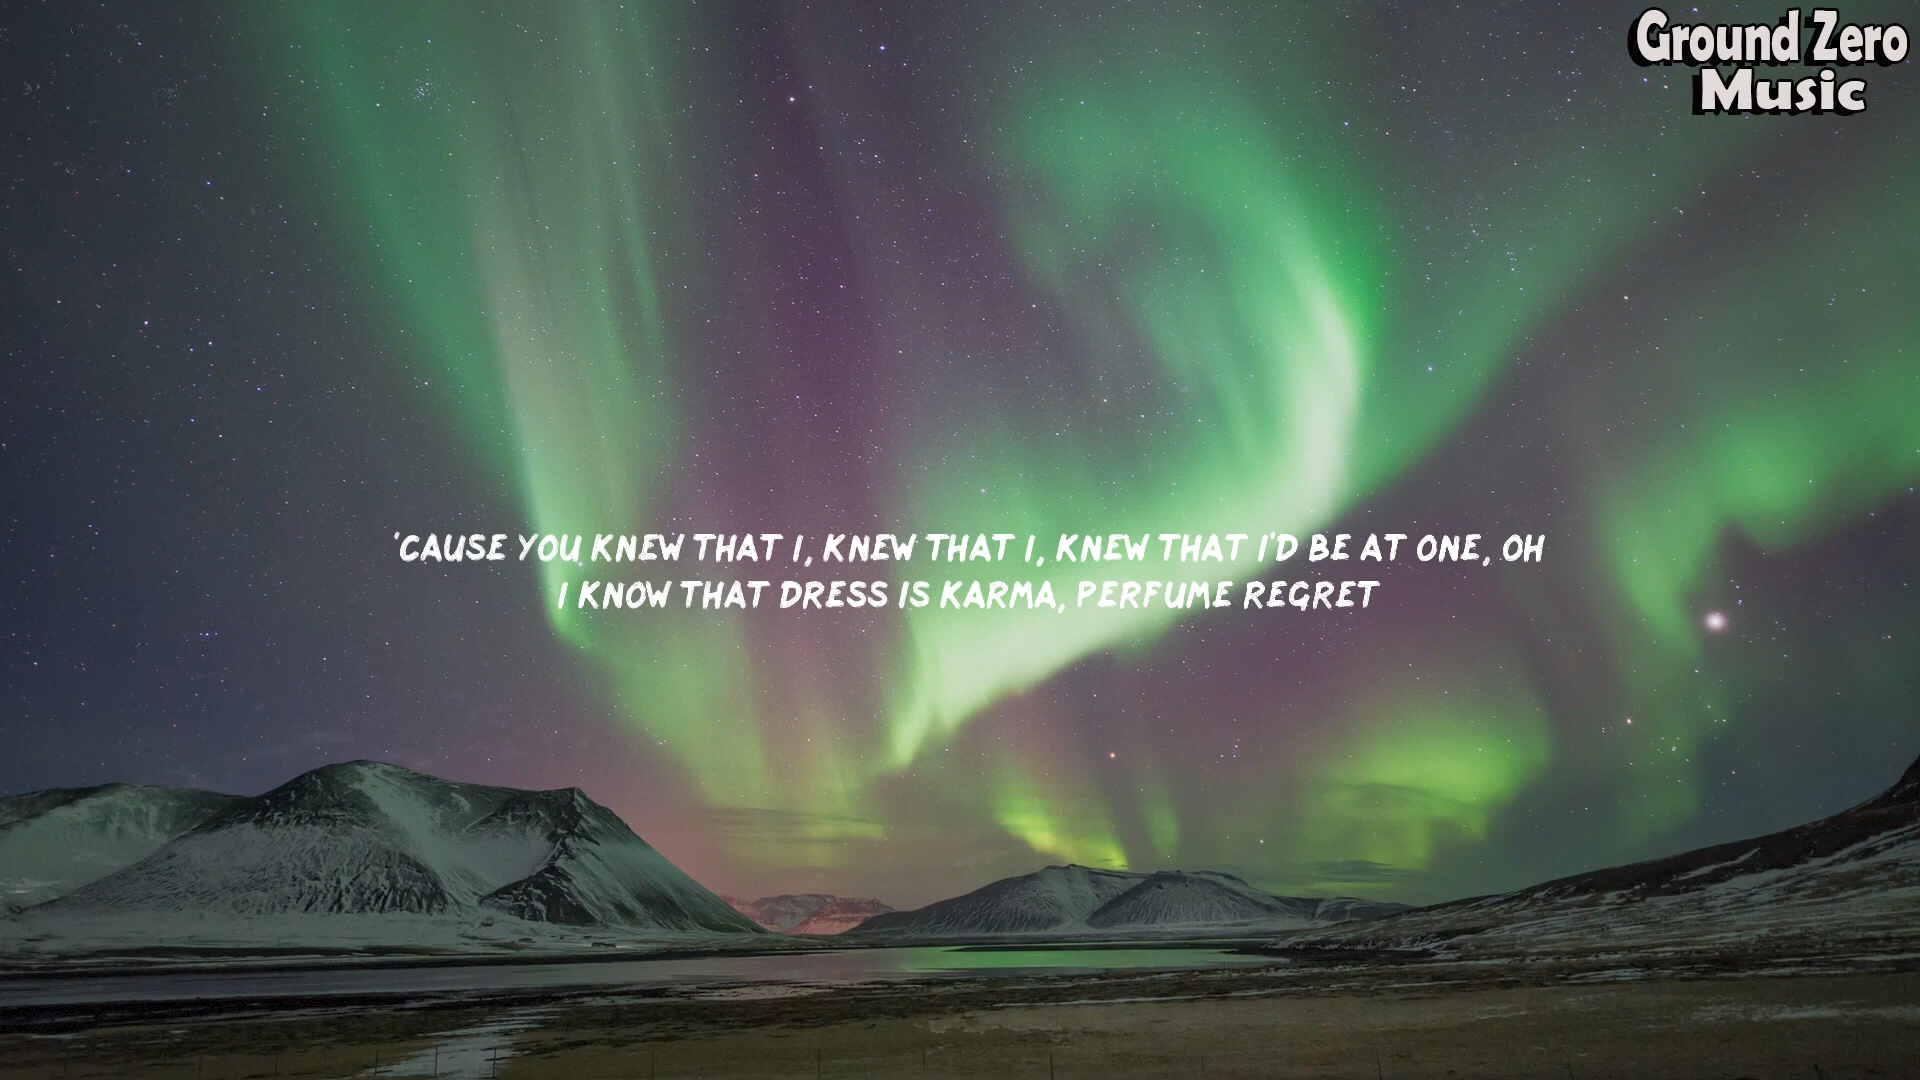 Ground Zero
Music
'CAUSE YOU KNEW THAT I, KNEW THAT I, KNEW THAT I'D BE AT ONE, OH
I KNOW THAT DRESS IS KARMA, PERFUME REGRET